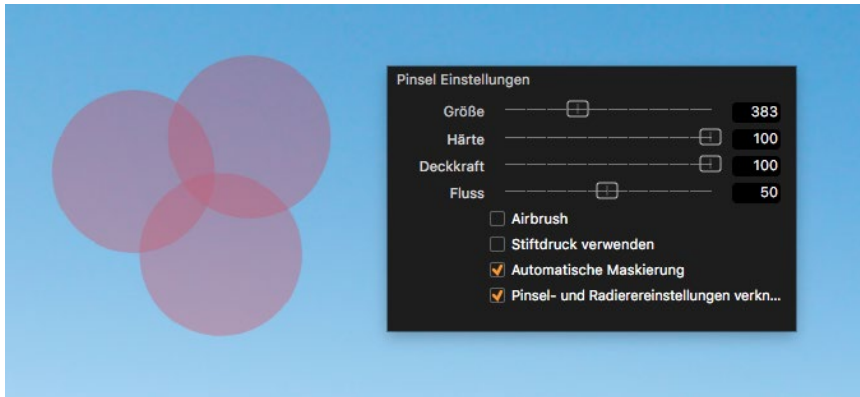 Pinsel Einstellungen
Größe 383
Härte 100
Deckkraft 100
Fluss 50
Airbrush
Stiftdruck verwenden
Automatische Maskierung
Pinsel- und Radierereinstellungen verkn...